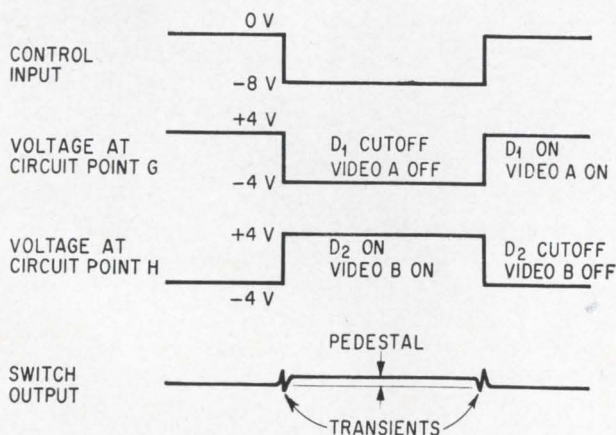 0 V
CONTROL
INPUT
−8 V
+4 V
VOLTAGE AT
CIRCUIT POINT G
−4 V
D1 CUTOFF
VIDEO A OFF
D1 ON
VIDEO A ON
+4 V
VOLTAGE AT
CIRCUIT POINT H
−4 V
D2 ON
VIDEO B ON
D2 CUTOFF
VIDEO B OFF
PEDESTAL
SWITCH
OUTPUT
TRANSIENTS